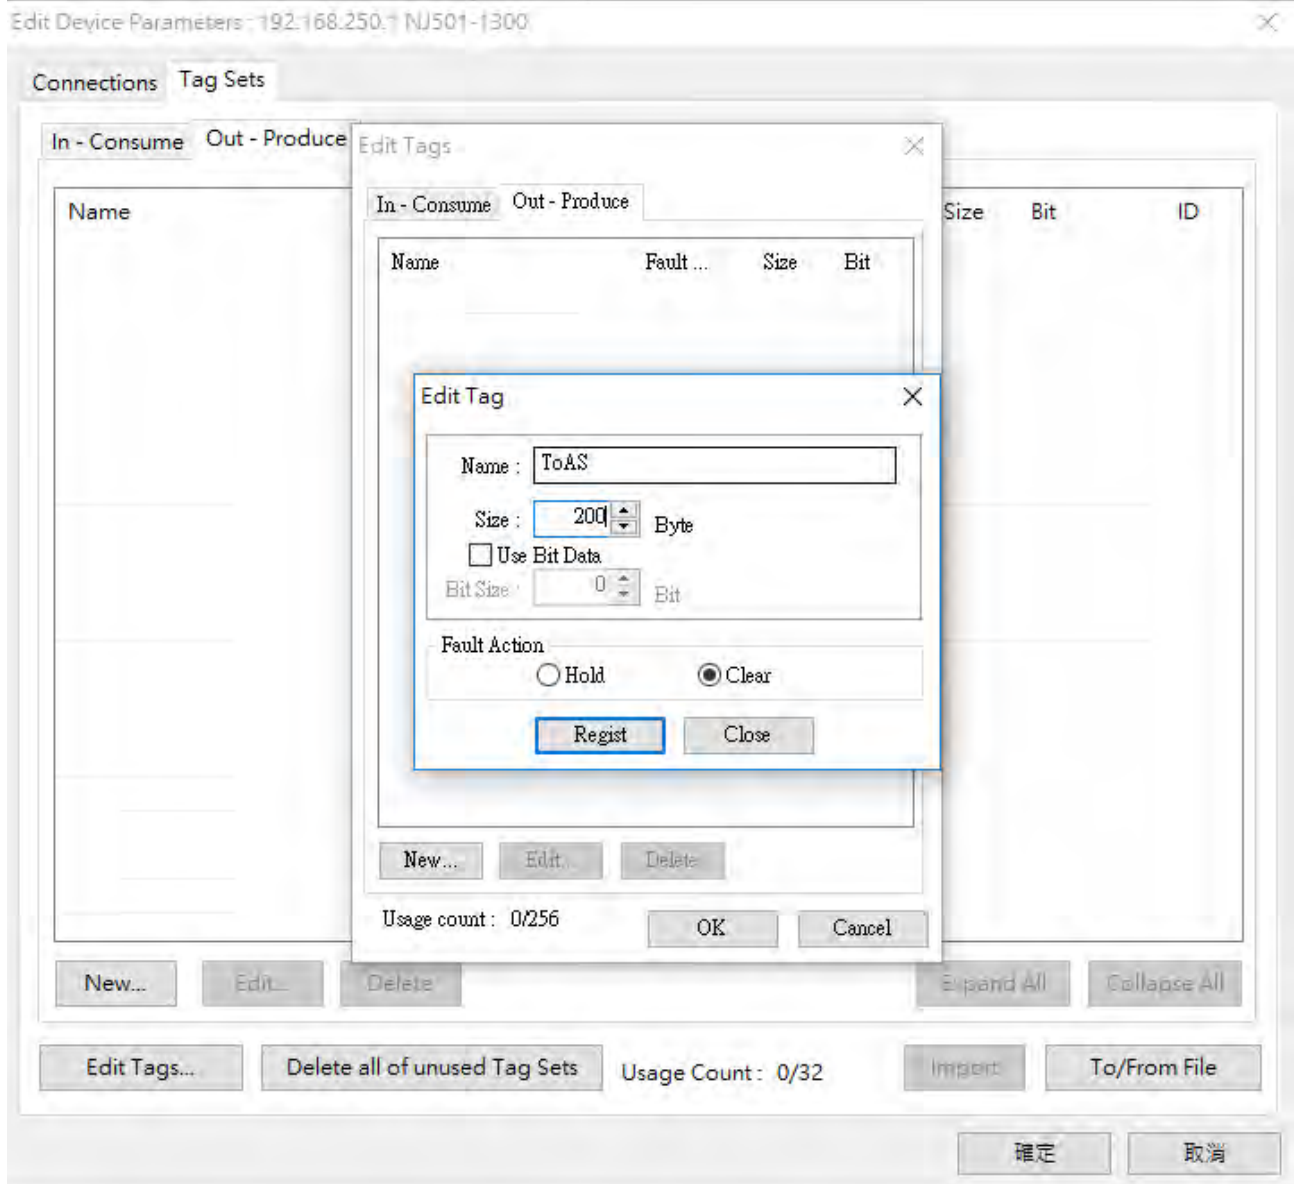 Edit Device Parameters : 192.168.250.1 NJ501-1300
Connections Tag Sets
In - Consume Out - Produce
Name Size Bit ID
Edit Tags
In - Consume Out - Produce
Name Fault ... Size Bit
Edit Tag
Name : ToAS
Size : 200 Byte
Use Bit Data
Bit Size : 0 Bit
Fault Action
Hold Clear
Regist Close
New... Edit... Delete
Usage count : 0/256 OK Cancel
New... Edit... Delete Expand All Collapse All
Edit Tags... Delete all of unused Tag Sets Usage Count : 0/32 Import To/From File
確定 取消